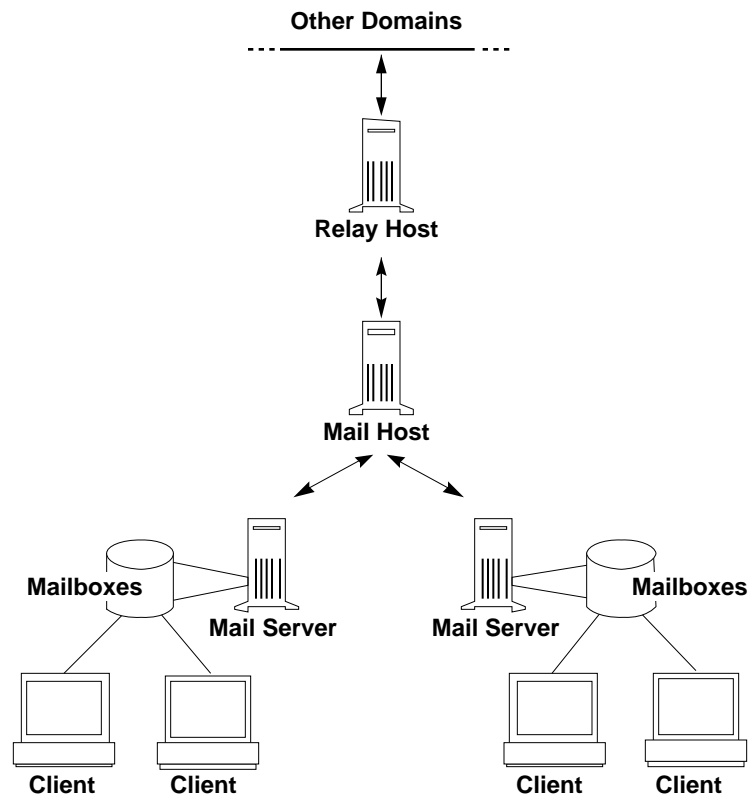 Other Domains
Relay Host
Mail Host
Mailboxes
Mail Server
Mail Server
Mailboxes
Client
Client
Client
Client